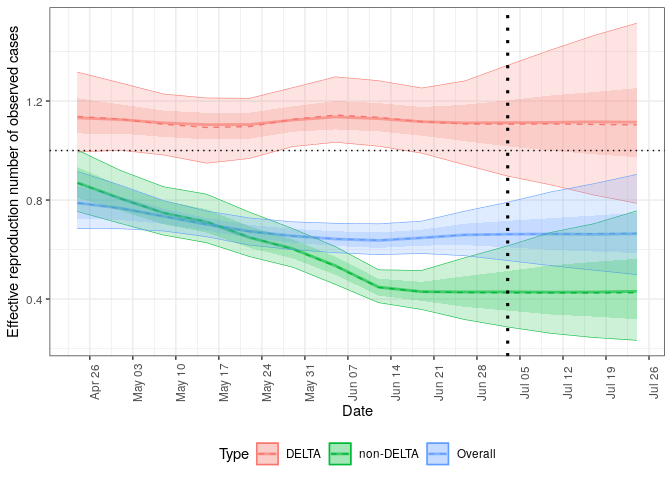 Effective reproduction number of observed cases
1.2
0.8
0.4
Apr 26
May 03
May 10
May 17
May 24
May 31
Jun 07
Jun 14
Jun 21
Jun 28
Jul 05
Jul 12
Jul 19
Jul 26
Date
Type DELTA non-DELTA Overall